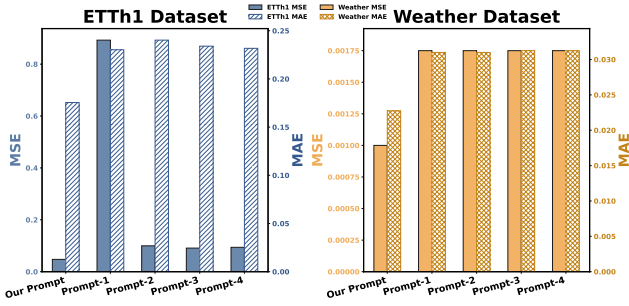 ETTh1 Dataset
ETTh1 MSE
ETTh1 MAE
Weather MSE
Weather MAE
Weather Dataset
MSE
0.8
0.6
0.4
0.2
0.0
0.25
0.20
0.15
0.10
0.05
0.00
MAE
Our Prompt
Prompt-1
Prompt-2
Prompt-3
Prompt-4
MSE
0.00175
0.00150
0.00125
0.00100
0.00075
0.00050
0.00025
0.00000
0.030
0.025
0.020
0.015
0.010
0.005
0.000
MAE
Our Prompt
Prompt-1
Prompt-2
Prompt-3
Prompt-4